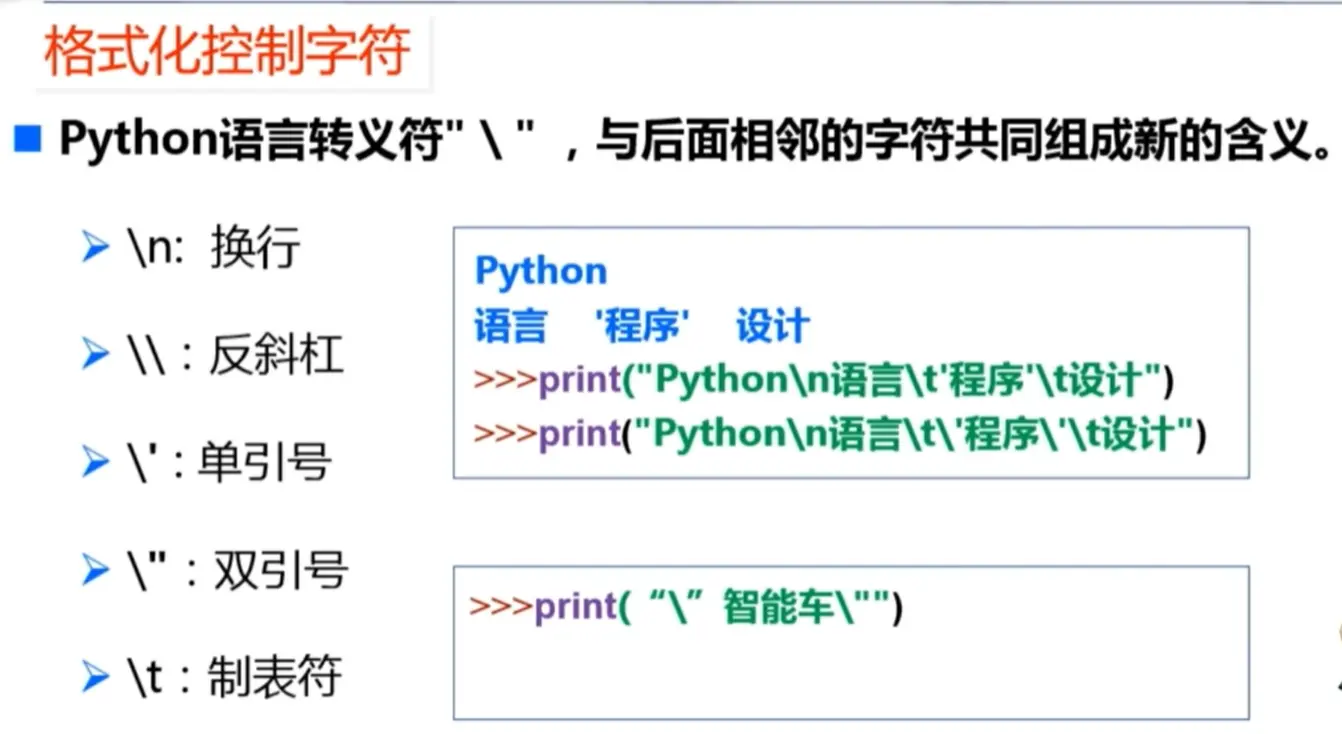 格式化控制字符
Python语言转义符" \ " ，与后面相邻的字符共同组成新的含义。
\n: 换行
\\ : 反斜杠
\' : 单引号
\" : 双引号
\t : 制表符
Python
语言 '程序' 设计
>>>print("Python\n语言\t'程序'\t设计")
>>>print("Python\n语言\t\'程序\'\t设计")
>>>print( “\” 智能车\"")